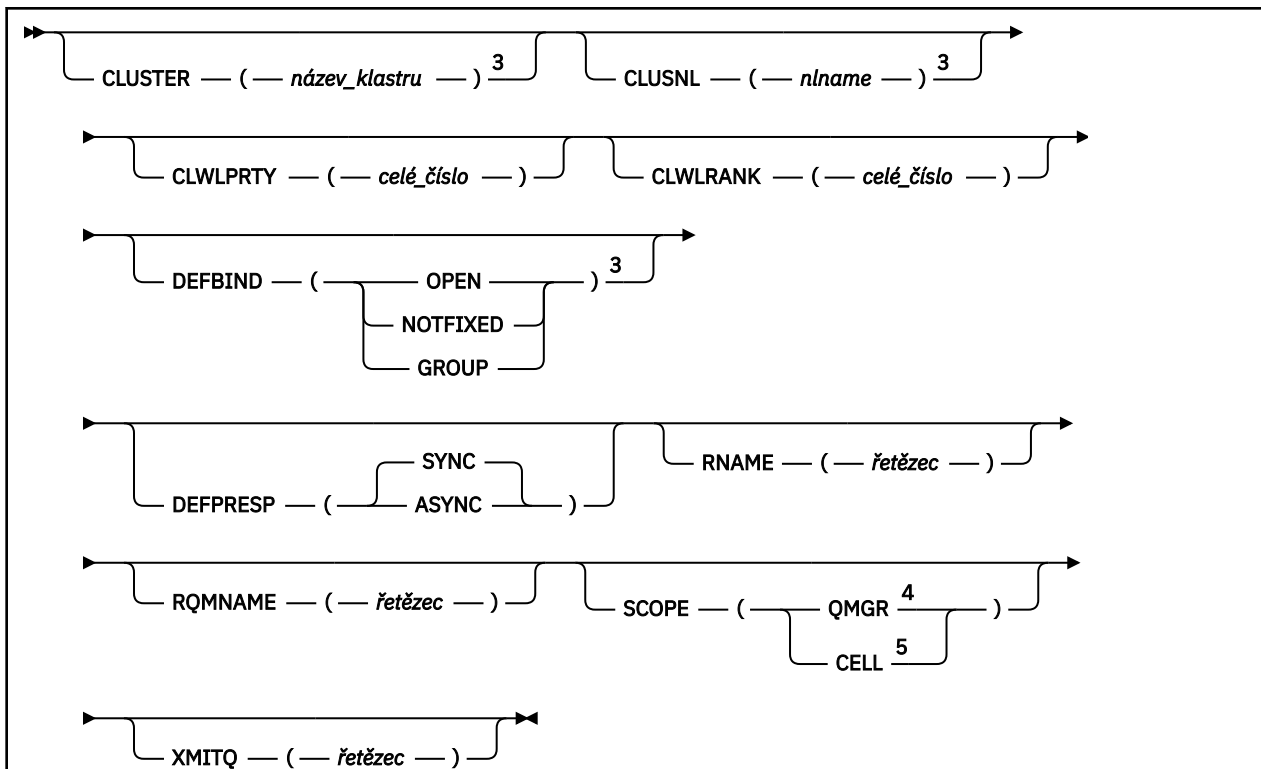 CLUSTER ( název_klastru ) 3 CLUSNL ( nlname ) 3
CLWLPRTY ( celé_číslo ) CLWLRANK ( celé_číslo )
DEFBIND ( OPEN ) 3
NOTFIXED
GROUP
SYNC
DEFPRESP ( ASYNC )
RNAME ( řetězec )
RQMNAME ( řetězec ) SCOPE ( QMGR 4 )
CELL 5
XMITQ ( řetězec )